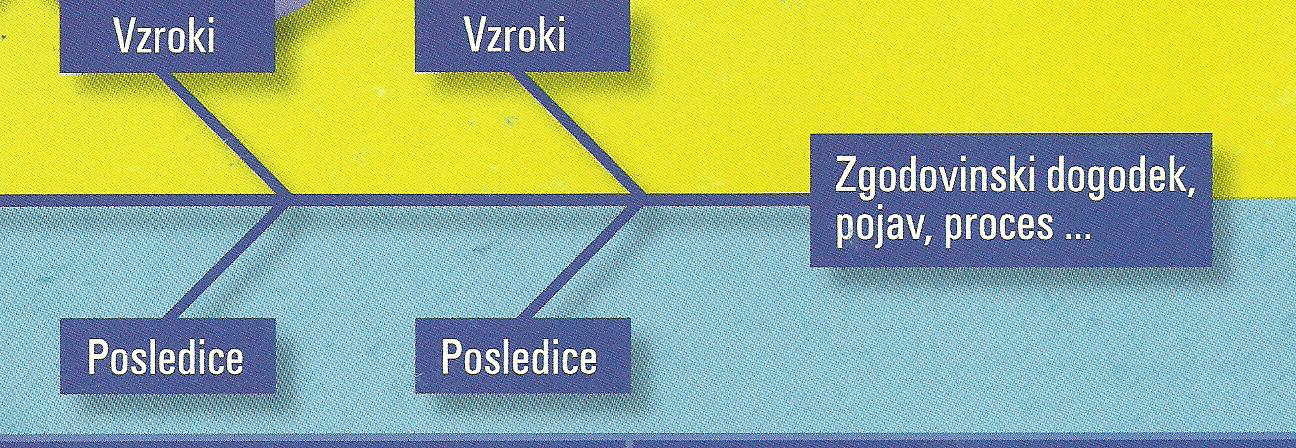 Vzroki
Vzroki
Zgodovinski dogodek,
pojav, proces ...
Posledice
Posledice